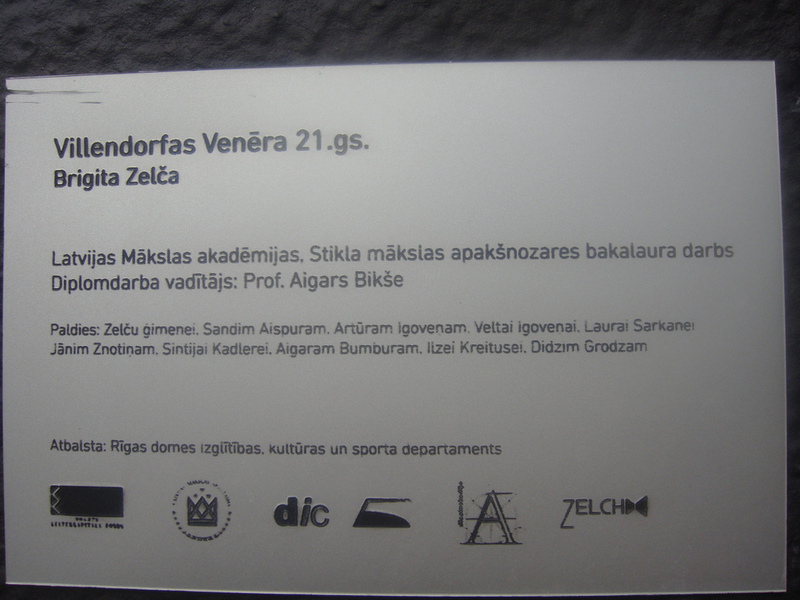 Villendorfas Venēra 21.gs.
Brigita Zelča
Latvijas Mākslas akadēmijas. Stikla mākslas apakšnozares bakalaura darbs
Diplomdarba vadītājs: Prof. Aigars Bikše
Paldies: Zelču ģimenei. Sandim Aispuram. Artūram Igovenam. Veltai Igovenai. Laurai Sarkanei
Jānim Znotiņam. Sintijai Kadlerei. Aigaram Bumburam. Ilzei Kreitusei. Didzim Grodzam
Atbalsta: Rīgas domes izglītības, kultūras un sporta departaments
dic
A
ZELCH